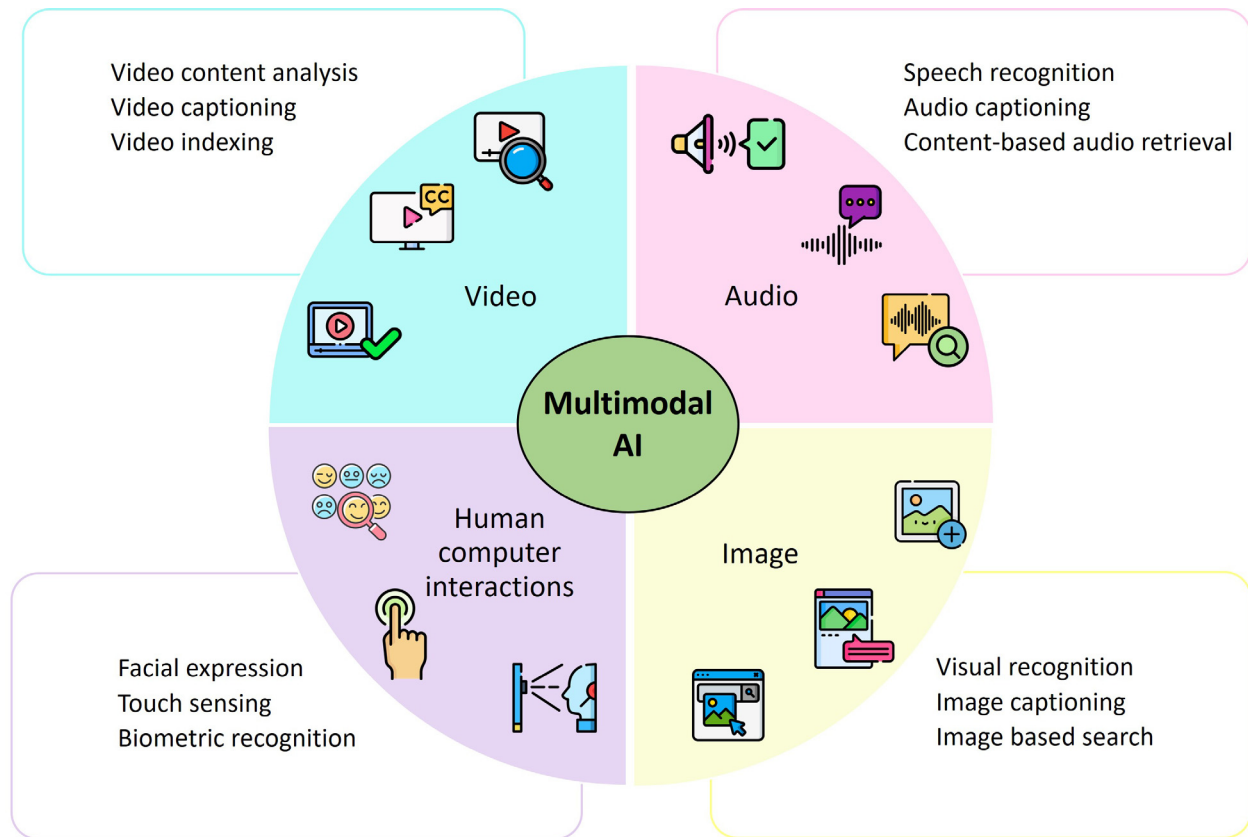 Video content analysis
Video captioning
Video indexing
Speech recognition
Audio captioning
Content-based audio retrieval
CC
Video
Audio
Multimodal
AI
Human
computer
interactions
Image
Facial expression
Touch sensing
Biometric recognition
Visual recognition
Image captioning
Image based search